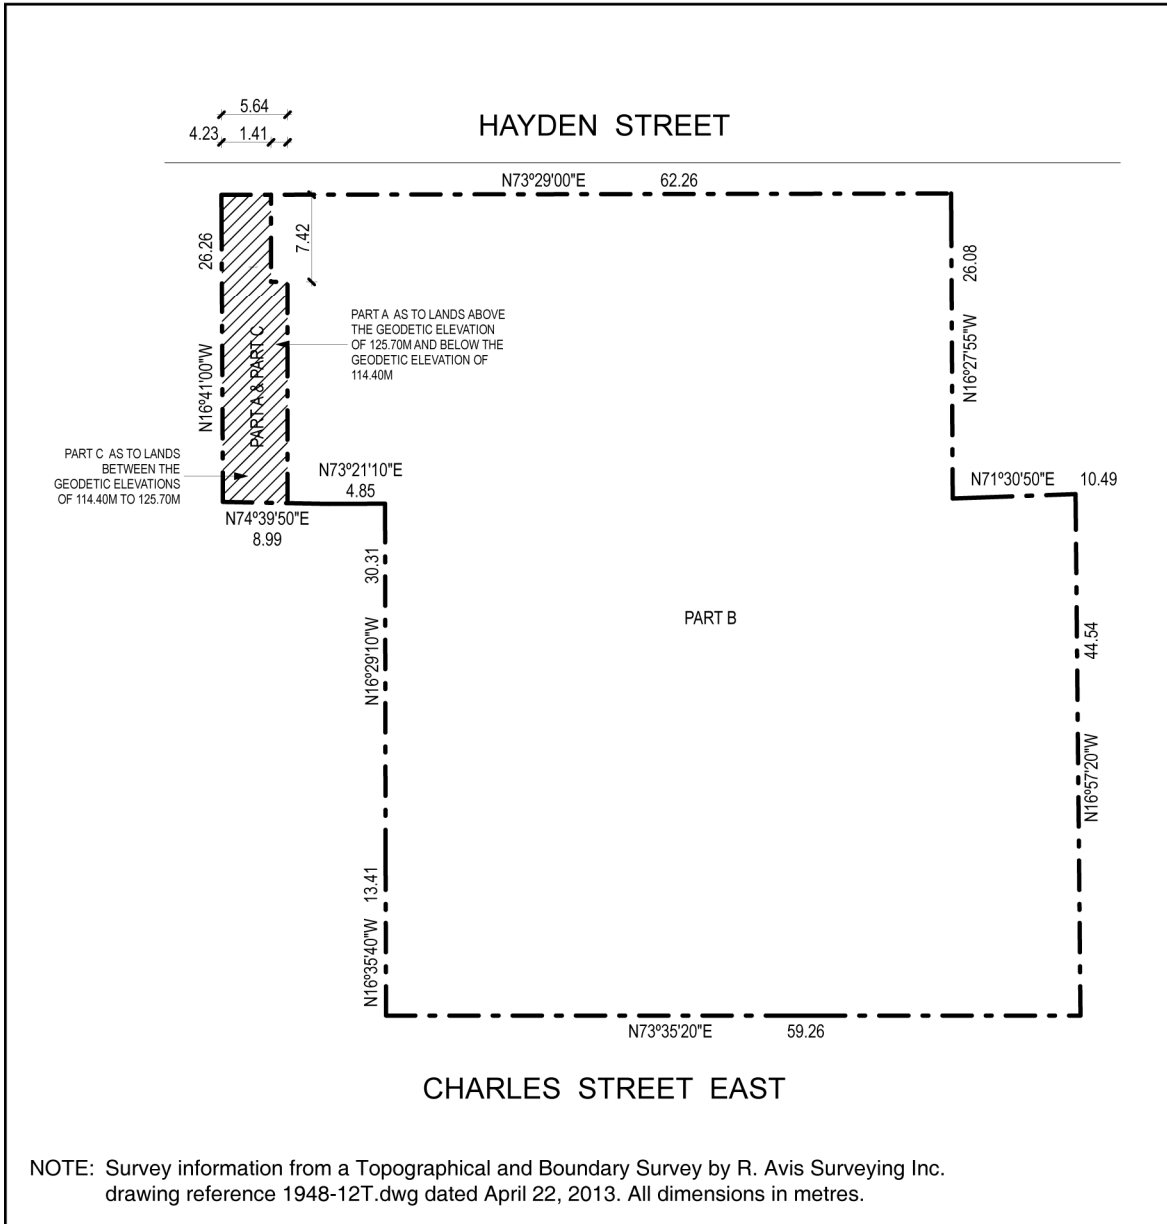 5.64
HAYDEN STREET
4.23 1.41
N73º29'00"E 62.26
26.26
7.42
26.08
PART A AS TO LANDS ABOVE
THE GEODETIC ELEVATION
OF 125.70M AND BELOW THE
GEODETIC ELEVATION OF
114.40M
N16º41'00"W
PART A & PART C
N16º27'55"W
PART C AS TO LANDS
BETWEEN THE
GEODETIC ELEVATIONS
OF 114.40M TO 125.70M
N73º21'10"E
4.85
N71º30'50"E 10.49
N74º39'50"E
8.99
30.31
PART B
44.54
N16º29'10"W
N16º57'20"W
13.41
N16º35'40"W
N73º35'20"E 59.26
CHARLES STREET EAST
NOTE: Survey information from a Topographical and Boundary Survey by R. Avis Surveying Inc.
drawing reference 1948-12T.dwg dated April 22, 2013. All dimensions in metres.